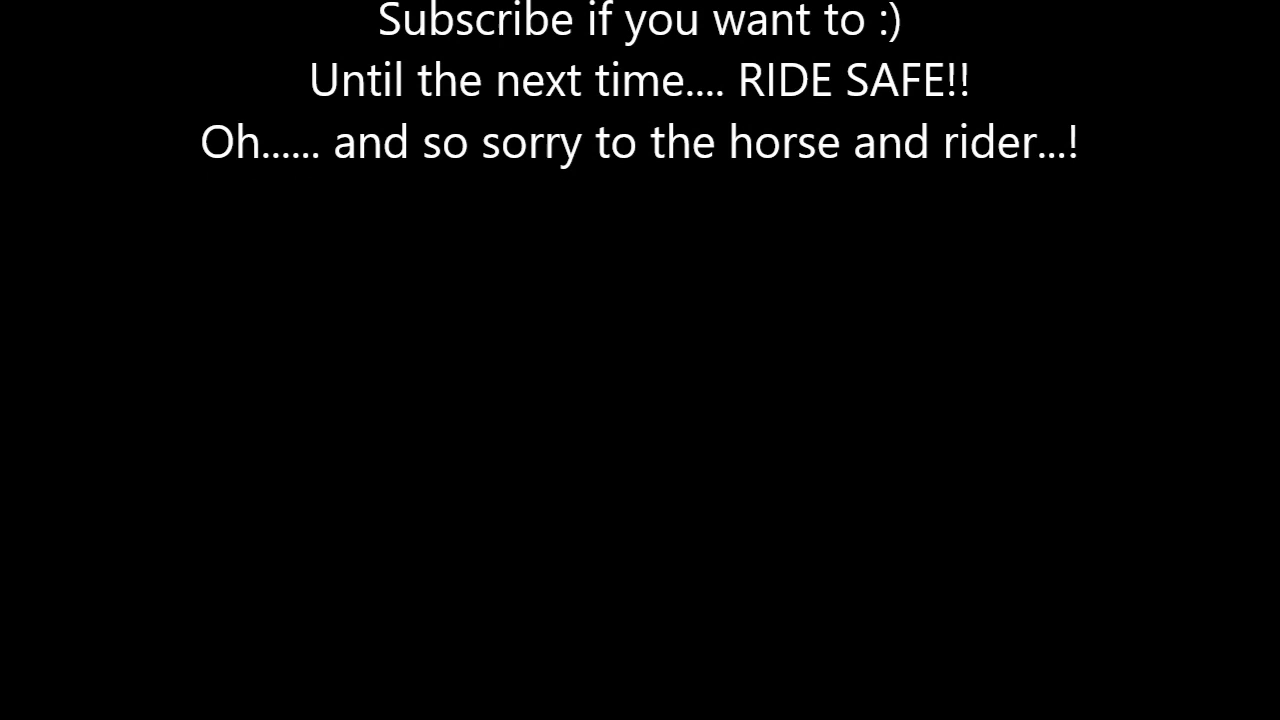 Subscribe if you want to :)
Until the next time.... RIDE SAFE!!
Oh...... and so sorry to the horse and rider...!